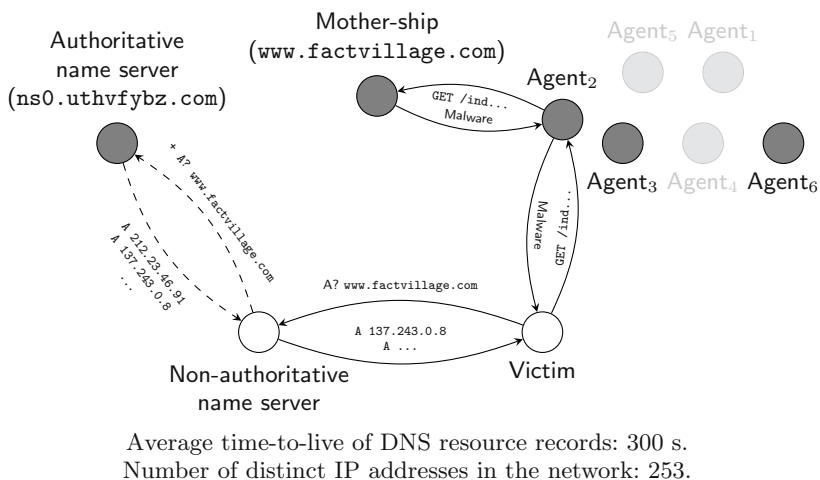 Authoritative
name server
(ns0.uthvfybz.com)
Mother-ship
(www.factvillage.com)
Agent5
Agent1
Agent2
Agent3
Agent4
Agent6
GET /ind...
Malware
+ A? www.factvillage.com
A 212.23.46.91
A 137.243.0.8
...
Malware
GET /ind...
A? www.factvillage.com
A 137.243.0.8
A ...
Non-authoritative
name server
Victim
Average time-to-live of DNS resource records: 300 s.
Number of distinct IP addresses in the network: 253.